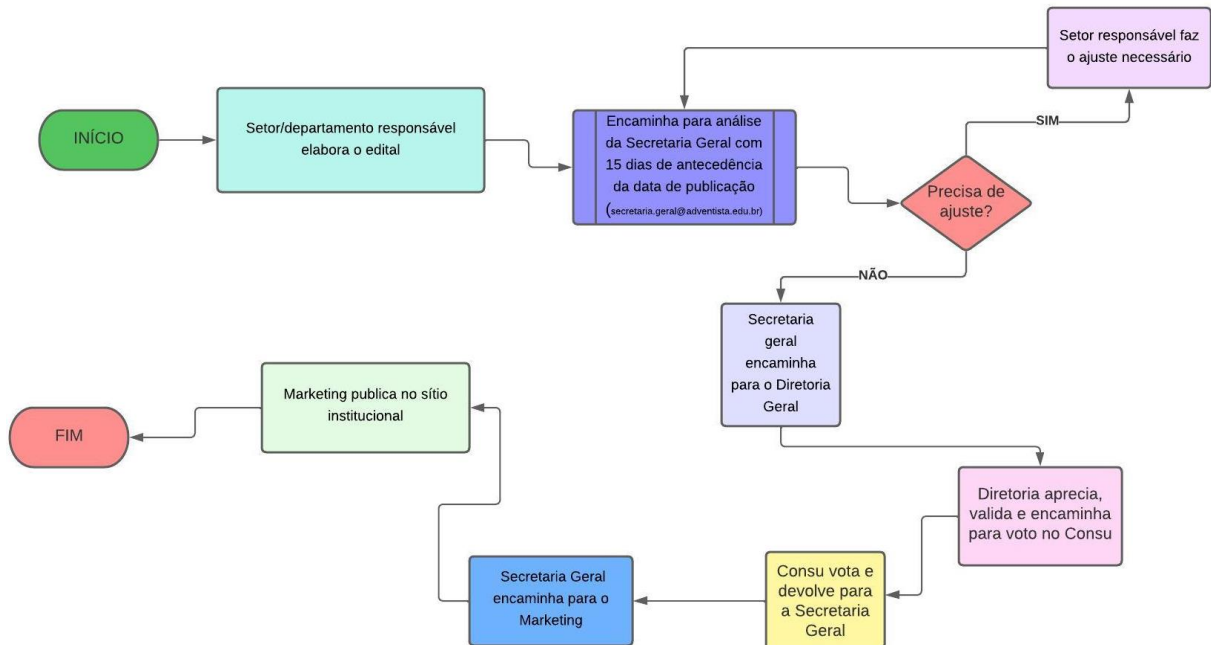 INÍCIO
Setor/departamento responsável
elabora o edital
Encaminha para análise
da Secretaria Geral com
15 dias de antecedência
da data de publicação
(secretaria.geral@adventista.edu.br)
Precisa de
ajuste?
SIM
Setor responsável faz
o ajuste necessário
NÃO
Secretaria
geral
encaminha
para o Diretoria
Geral
Diretoria aprecia,
valida e encaminha
para voto no Consu
Consu vota e
devolve para
a Secretaria
Geral
Secretaria Geral
encaminha para o
Marketing
Marketing publica no sítio
institucional
FIM